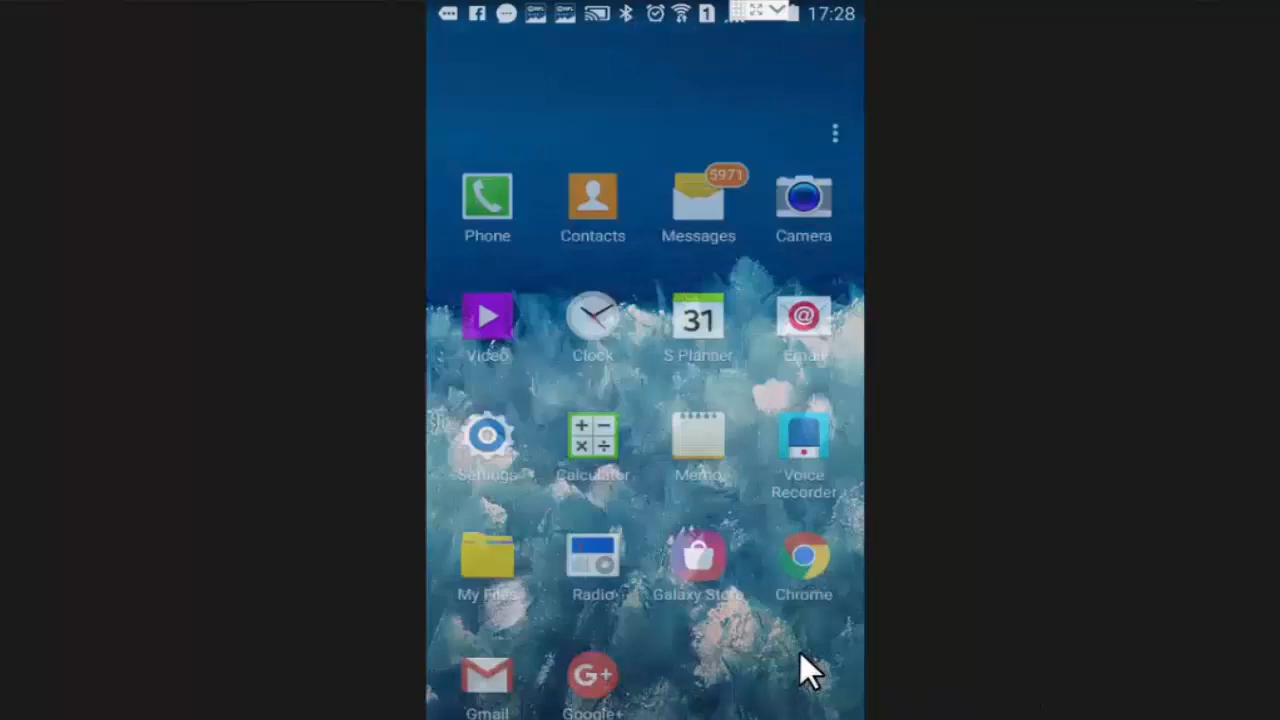 1 17:28
5971
Phone Contacts Messages Camera
31
@
Video Clock S Planner Email
Settings Calculator Memo Voice
Recorder
My Files Radio Galaxy Store Chrome
G+
Gmail Google+